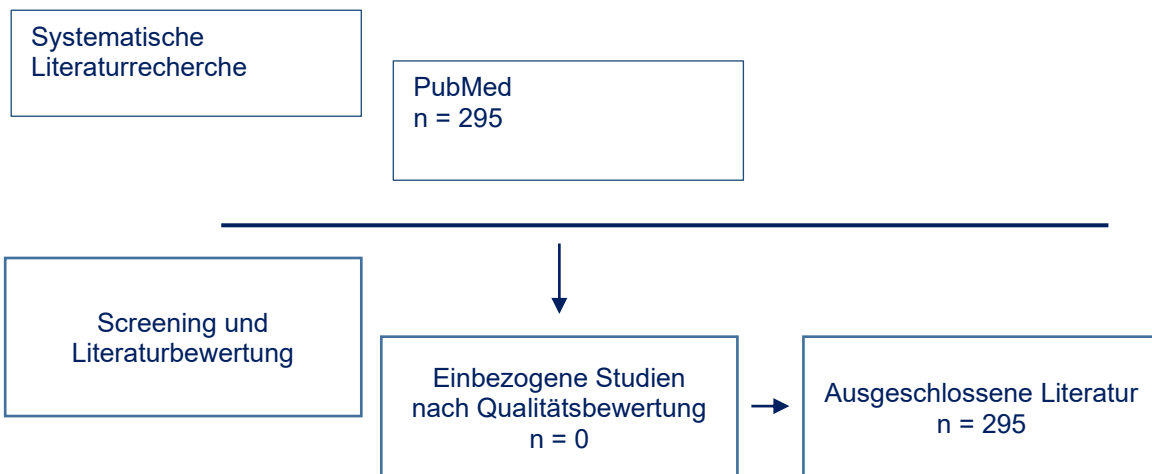 Systematische
Literaturrecherche
PubMed
n = 295
Screening und
Literaturbewertung
Einbezogene Studien
nach Qualitätsbewertung
n = 0
Ausgeschlossene Literatur
n = 295